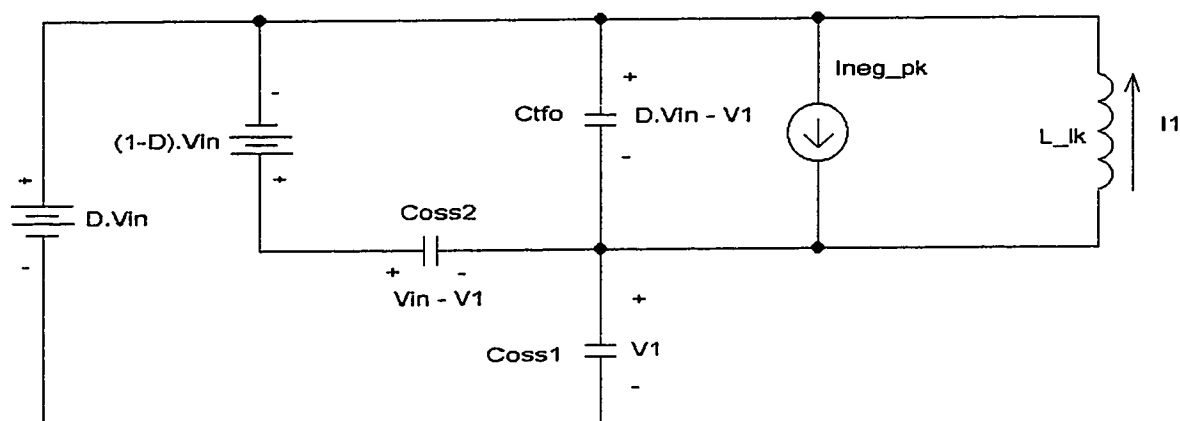 -
+
Ineg_pk
Ctfo
D.Vin - V1
(1-D).Vin
I1
-
L_lk
+
+
Coss2
D.Vin
+
-
-
Vin - V1
+
Coss1
V1
-